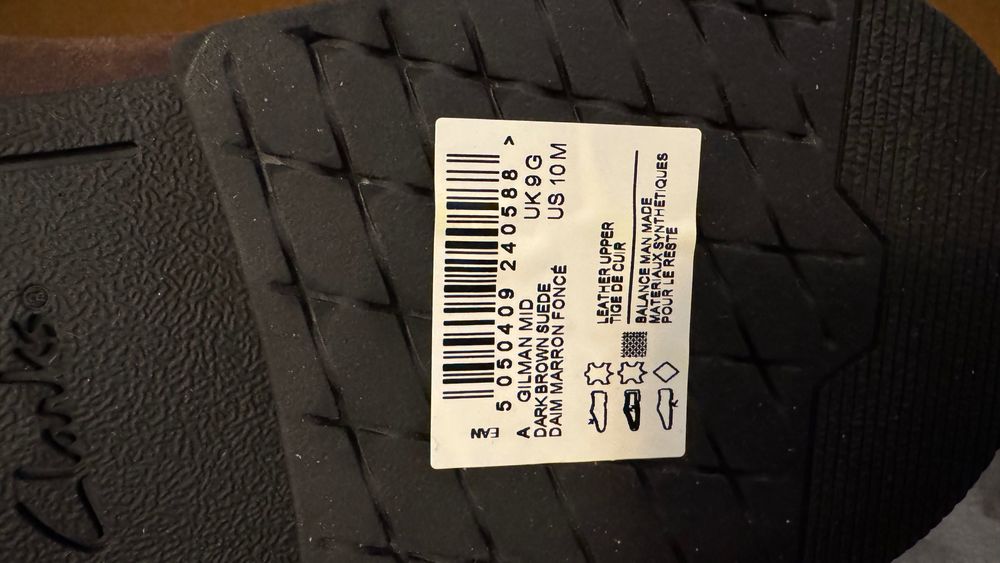 Clarks®
EAN
5 050409 240588 >
A GILMAN MID UK 9 G
DARK BROWN SUEDE US 10 M
DAIM MARRON FONCÉ
LEATHER UPPER
TIGE DE CUIR
BALANCE MAN MADE
MATERIAUX SYNTHÉTIQUES
POUR LE RESTE